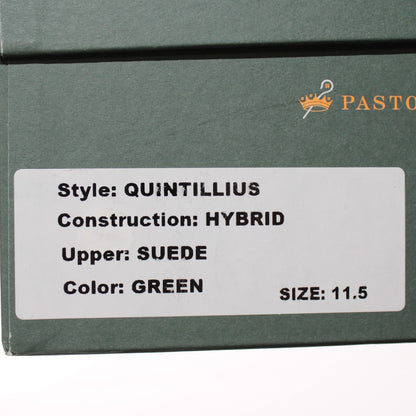 PASTO
Style: QUINTILLIUS
Construction: HYBRID
Upper: SUEDE
Color: GREEN
SIZE: 11.5